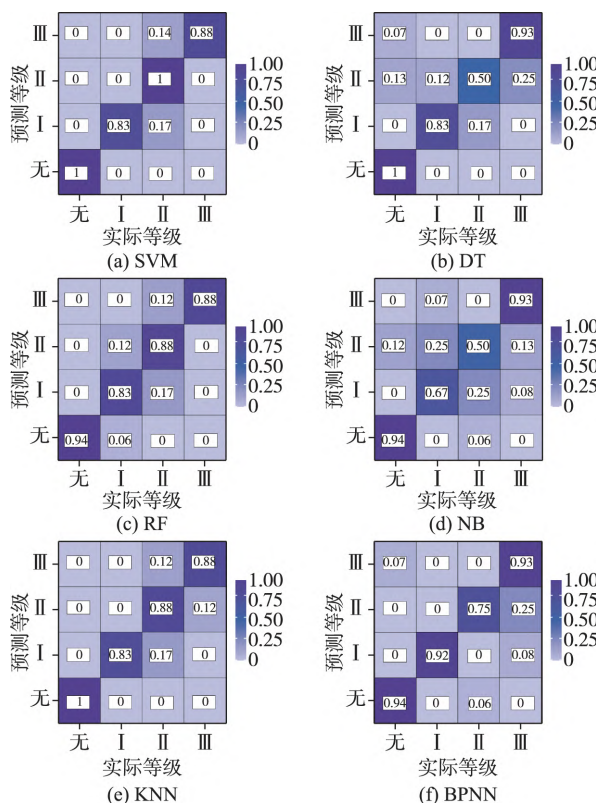 Ⅲ 0 0 0.14 0.88
Ⅱ 0 0 1 0
Ⅰ 0 0.83 0.17 0
无 1 0 0 0
无 Ⅰ Ⅱ Ⅲ
预测等级
实际等级
1.00
0.75
0.50
0.25
0
(a) SVM
Ⅲ 0.07 0 0 0.93
Ⅱ 0.13 0.12 0.50 0.25
Ⅰ 0 0.83 0.17 0
无 1 0 0 0
无 Ⅰ Ⅱ Ⅲ
预测等级
实际等级
1.00
0.75
0.50
0.25
0
(b) DT
Ⅲ 0 0 0.12 0.88
Ⅱ 0 0.12 0.88 0
Ⅰ 0 0.83 0.17 0
无 0.94 0.06 0 0
无 Ⅰ Ⅱ Ⅲ
预测等级
实际等级
1.00
0.75
0.50
0.25
0
(c) RF
Ⅲ 0 0.07 0 0.93
Ⅱ 0.12 0.25 0.50 0.13
Ⅰ 0 0.67 0.25 0.08
无 0.94 0 0.06 0
无 Ⅰ Ⅱ Ⅲ
预测等级
实际等级
1.00
0.75
0.50
0.25
0
(d) NB
Ⅲ 0 0 0.12 0.88
Ⅱ 0 0 0.88 0.12
Ⅰ 0 0.83 0.17 0
无 1 0 0 0
无 Ⅰ Ⅱ Ⅲ
预测等级
实际等级
1.00
0.75
0.50
0.25
0
(e) KNN
Ⅲ 0.07 0 0 0.93
Ⅱ 0 0 0.75 0.25
Ⅰ 0 0.92 0 0.08
无 0.94 0 0.06 0
无 Ⅰ Ⅱ Ⅲ
预测等级
实际等级
1.00
0.75
0.50
0.25
0
(f) BPNN